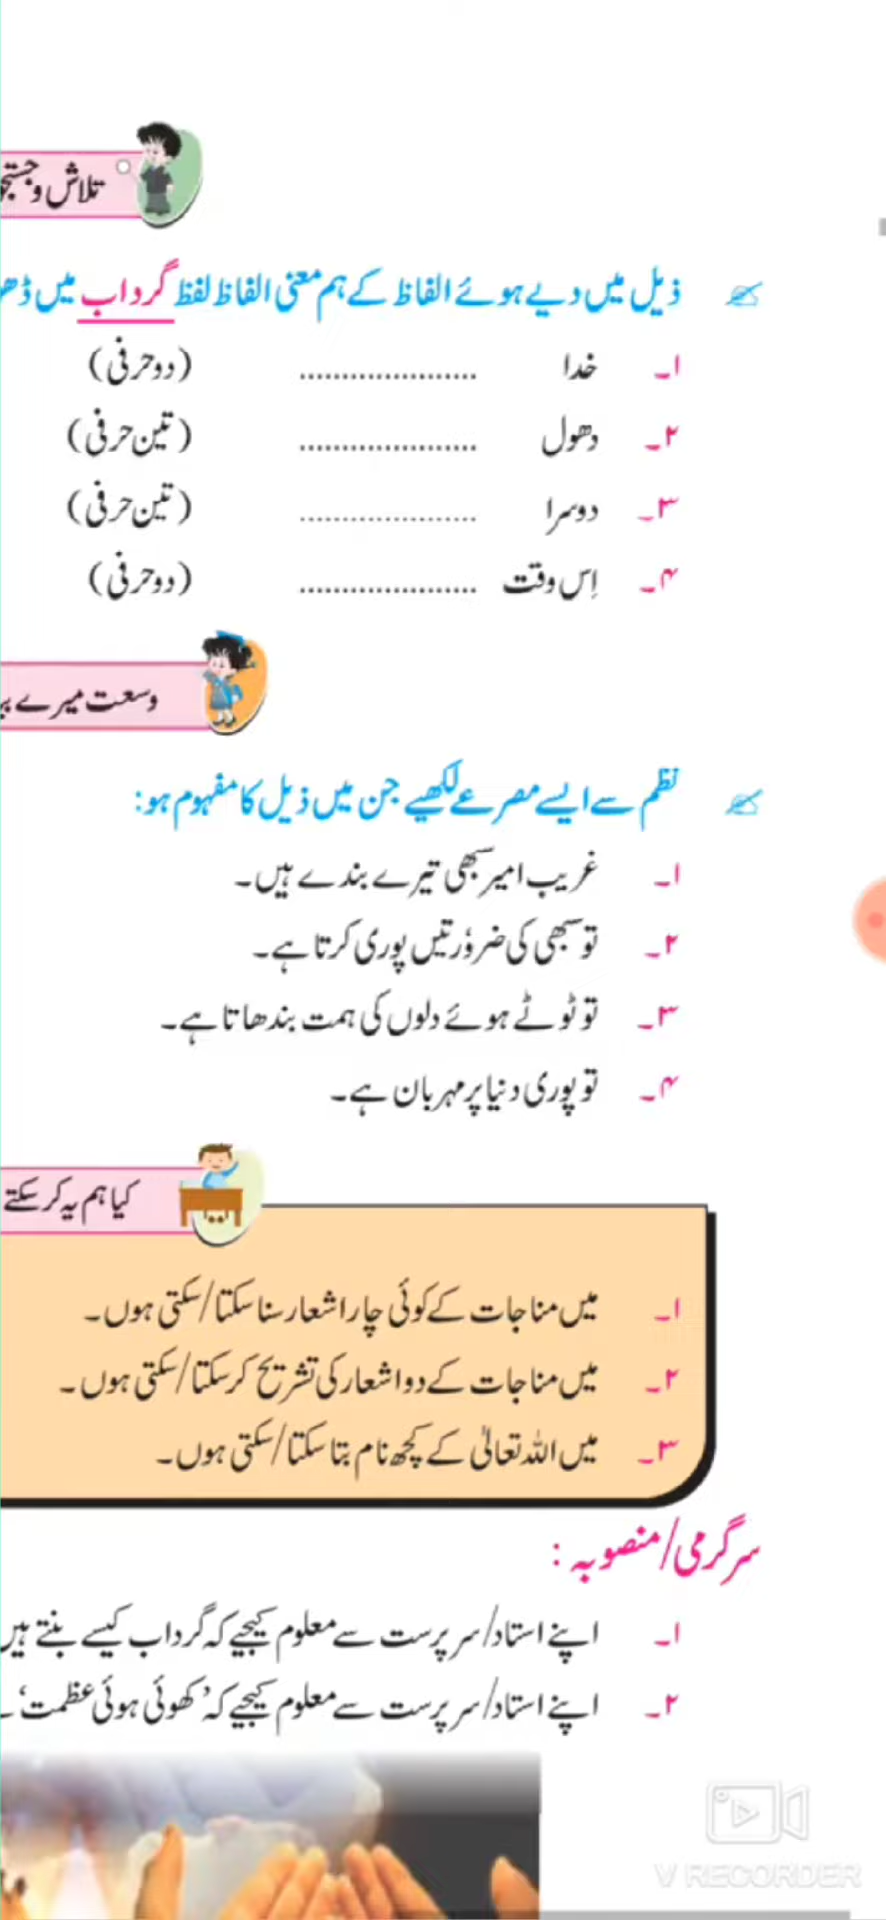 تلاش و جستجو
ذیل میں دیے ہوئے الفاظ کے ہم معنی الفاظ لفظ گرداب میں
۱۔ خدا ..................... (دو حرفی)
۲۔ دھول ..................... (تین حرفی)
۳۔ دوسرا ..................... (تین حرفی)
۴۔ اِس وقت ..................... (دو حرفی)
وسعت میرے
نظم سے ایسے مصرعے لکھیے جن میں ذیل کا مفہوم ہو:
۱۔ غریب امیر سبھی تیرے بندے ہیں۔
۲۔ تو سبھی کی ضرورتیں پوری کرتا ہے۔
۳۔ تو ٹوٹے ہوئے دلوں کی ہمت بندھاتا ہے۔
۴۔ تو پوری دنیا پر مہربان ہے۔
کیا ہم یہ کر سکتے
۱۔ میں مناجات کے کوئی چار اشعار سنا سکتا/سکتی ہوں۔
۲۔ میں مناجات کے دو اشعار کی تشریح کر سکتا/سکتی ہوں۔
۳۔ میں اللہ تعالیٰ کے کچھ نام بتا سکتا/سکتی ہوں۔
سرگرمی/منصوبہ :
۱۔ اپنے استاد/سرپرست سے معلوم کیجیے کہ گرداب کیسے بنتے ہیں
۲۔ اپنے استاد/سرپرست سے معلوم کیجیے کہ 'کھوئی ہوئی عظمت'
V RECORDER